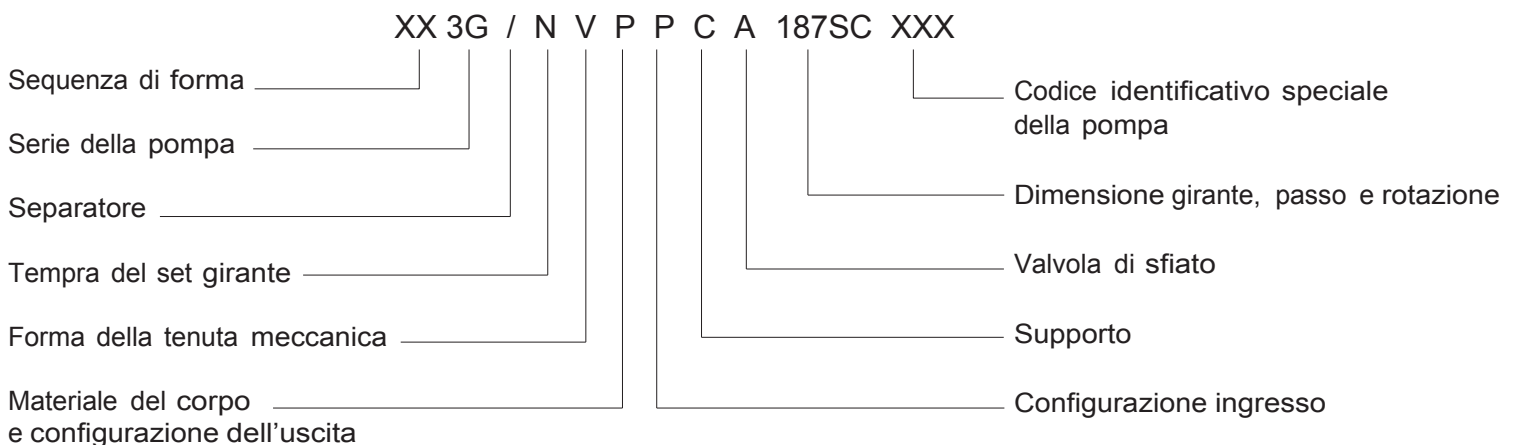 XX 3G / N V P P C A 187SC XXX
Sequenza di forma
Serie della pompa
Separatore
Tempra del set girante
Forma della tenuta meccanica
Materiale del corpo
e configurazione dell'uscita
Codice identificativo speciale
della pompa
Dimensione girante, passo e rotazione
Valvola di sfiato
Supporto
Configurazione ingresso